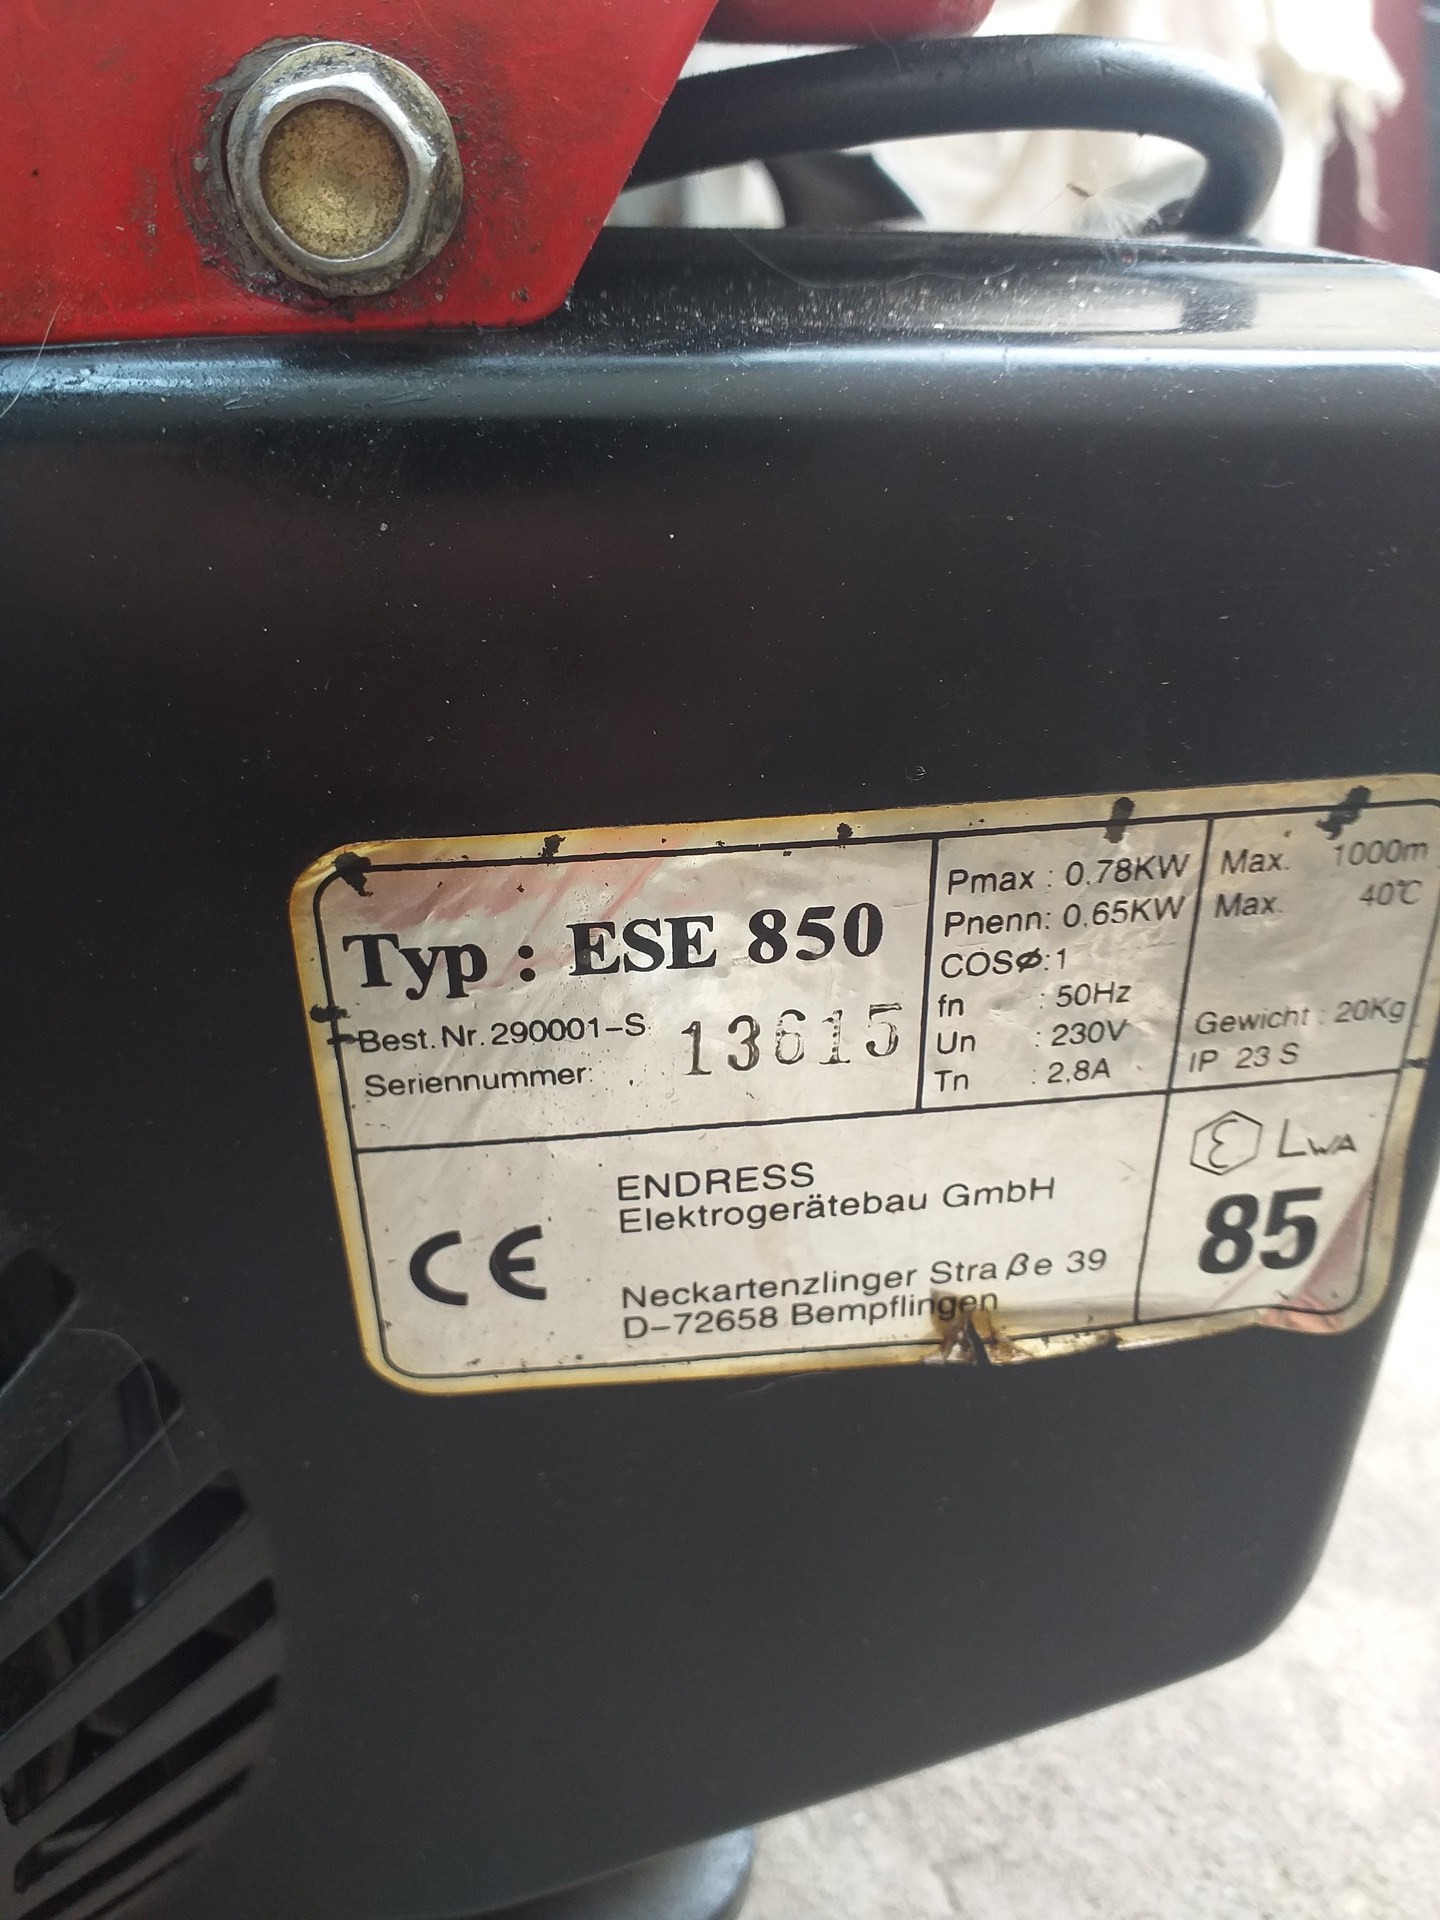 Typ : ESE 850
Best. Nr. 290001-S
Seriennummer: 13615
Pmax : 0.78KW
Pnenn: 0.65KW
COSØ:1
fn : 50Hz
Un : 230V
Tn : 2.8A
Max. 1000m
Max. 40℃
Gewicht : 20Kg
IP 23 S
CE
ENDRESS
Elektrogerätebau GmbH
Neckartenzlinger Straße 39
D-72658 Bempflingen
ε LWA
85